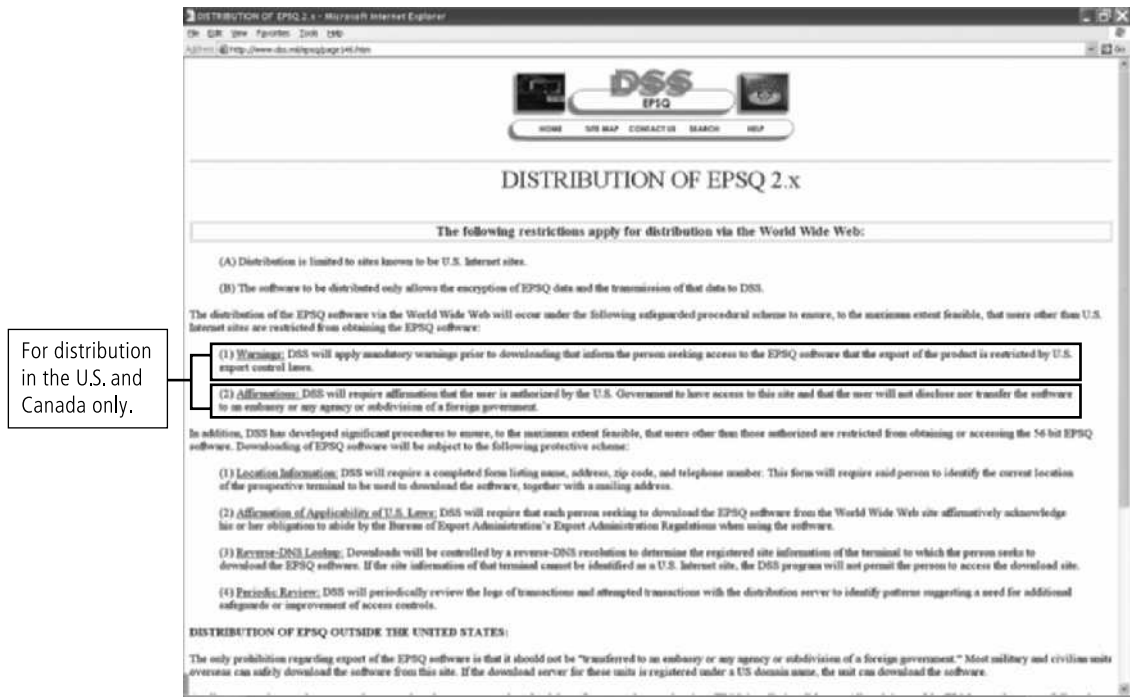 DISTRIBUTION OF EPSQ 2.x - Microsoft Internet Explorer
File Edit View Favorites Tools Help
Address http://www.dss.mil/epsq/page146.htm
Go
DSS
EPSQ
HOME SITE MAP CONTACT US SEARCH HELP
DISTRIBUTION OF EPSQ 2.x
The following restrictions apply for distribution via the World Wide Web:
(A) Distribution is limited to sites known to be U.S. Internet sites.
(B) The software to be distributed only allows the encryption of EPSQ data and the transmission of that data to DSS.
The distribution of the EPSQ software via the World Wide Web will occur under the following safeguarded procedural scheme to ensure, to the maximum extent feasible, that users other than U.S.
Internet sites are restricted from obtaining the EPSQ software:
For distribution
in the U.S. and
Canada only.
(1) Warnings: DSS will apply mandatory warnings prior to downloading that inform the person seeking access to the EPSQ software that the export of the product is restricted by U.S.
export control laws.
(2) Affirmations: DSS will require affirmation that the user is authorized by the U.S. Government to have access to this site and that the user will not disclose nor transfer the software
to an embassy or any agency or subdivision of a foreign government.
In addition, DSS has developed significant procedures to ensure, to the maximum extent feasible, that users other than those authorized are restricted from obtaining or accessing the 56 bit EPSQ
software. Downloading of EPSQ software will be subject to the following protective scheme:
(1) Location Information: DSS will require a completed form listing name, address, zip code, and telephone number. This form will require said person to identify the current location
of the prospective terminal to be used to download the software, together with a mailing address.
(2) Affirmation of Applicability of U.S. Laws: DSS will require that each person seeking to download the EPSQ software from the World Wide Web site affirmatively acknowledge
his or her obligation to abide by the Bureau of Export Administration's Export Administration Regulations when using the software.
(3) Reverse-DNS Lookup: Downloads will be controlled by a reverse-DNS resolution to determine the registered site information of the terminal to which the person seeks to
download the EPSQ software. If the site information of that terminal cannot be identified as a U.S. Internet site, the DSS program will not permit the person to access the download site.
(4) Periodic Review: DSS will periodically review the logs of transactions and attempted transactions with the distribution server to identify patterns suggesting a need for additional
safeguards or improvement of access controls.
DISTRIBUTION OF EPSQ OUTSIDE THE UNITED STATES:
The only prohibition regarding export of the EPSQ software is that it should not be "transferred to an embassy or any agency or subdivision of a foreign government." Most military and civilian units
overseas can safely download the software from this site. If the download server for these units is registered under a US domain name, the unit can download the software.